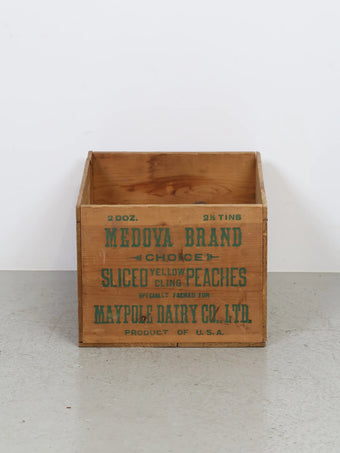 2 DOZ. 2½ TINS
MEDOVA BRAND
CHOICE
SLICED YELLOW CLING PEACHES
SPECIALLY PACKED FOR
MAYPOLE DAIRY CO., LTD.
PRODUCT OF U.S.A.